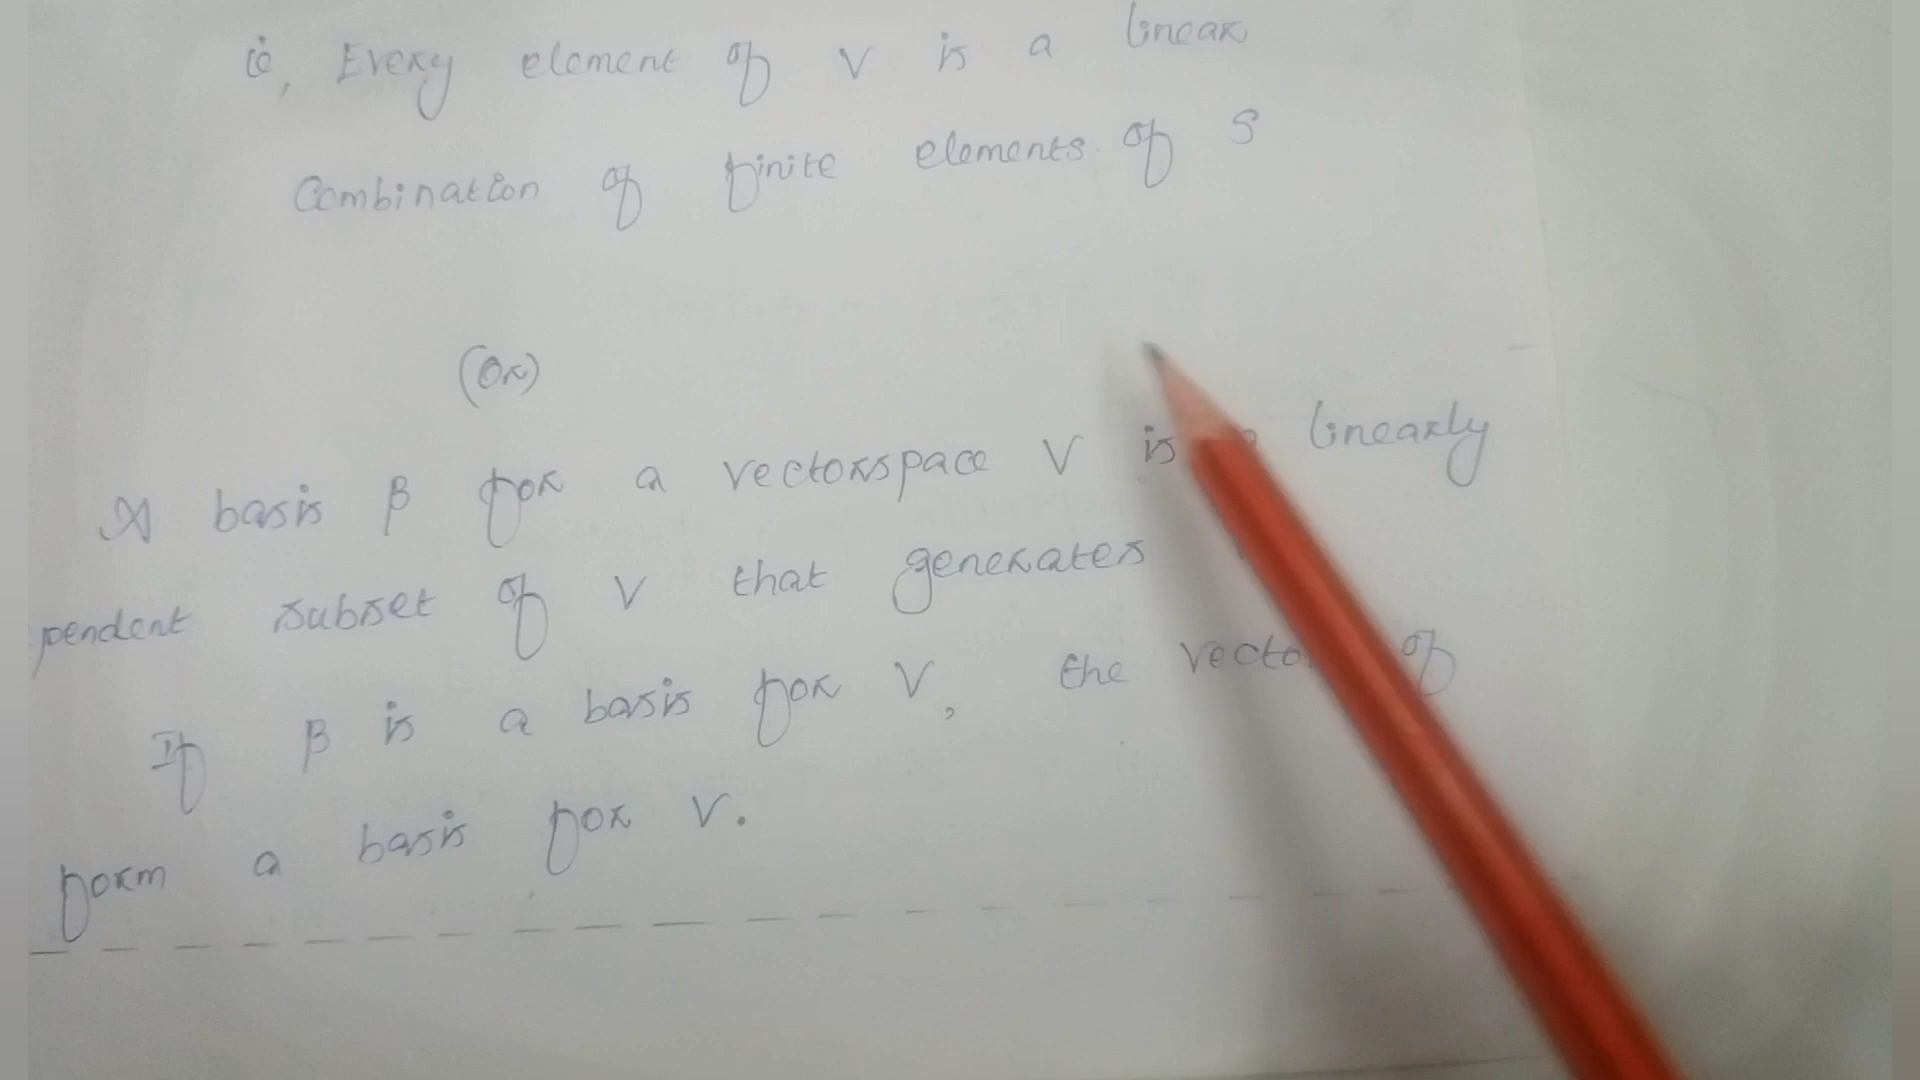 ie, Every element of V is a linear
Combination of finite elements of S
(Or)
A basis β for a vectorspace V is linearly
pendent subset of V that generates
If β is a basis for V, the of
form a basis for V.